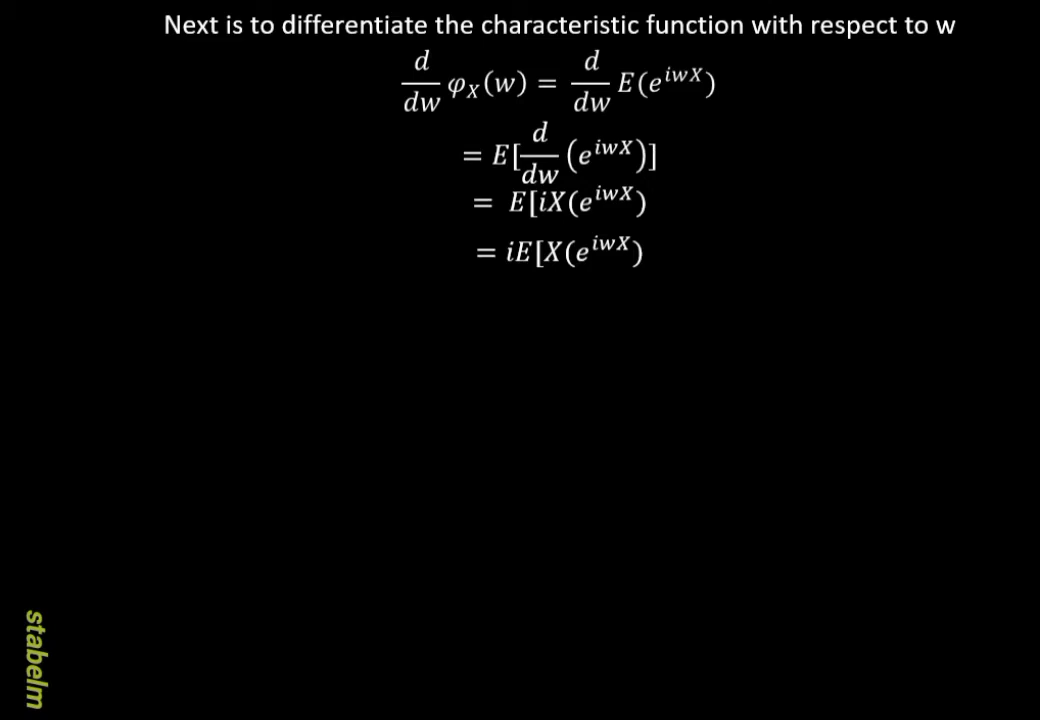 Next is to differentiate the characteristic function with respect to w
d/dw φ_X(w) = d/dw E(e^{iwX})
= E[d/dw (e^{iwX})]
= E[iX(e^{iwX})
= iE[X(e^{iwX})
stabelm